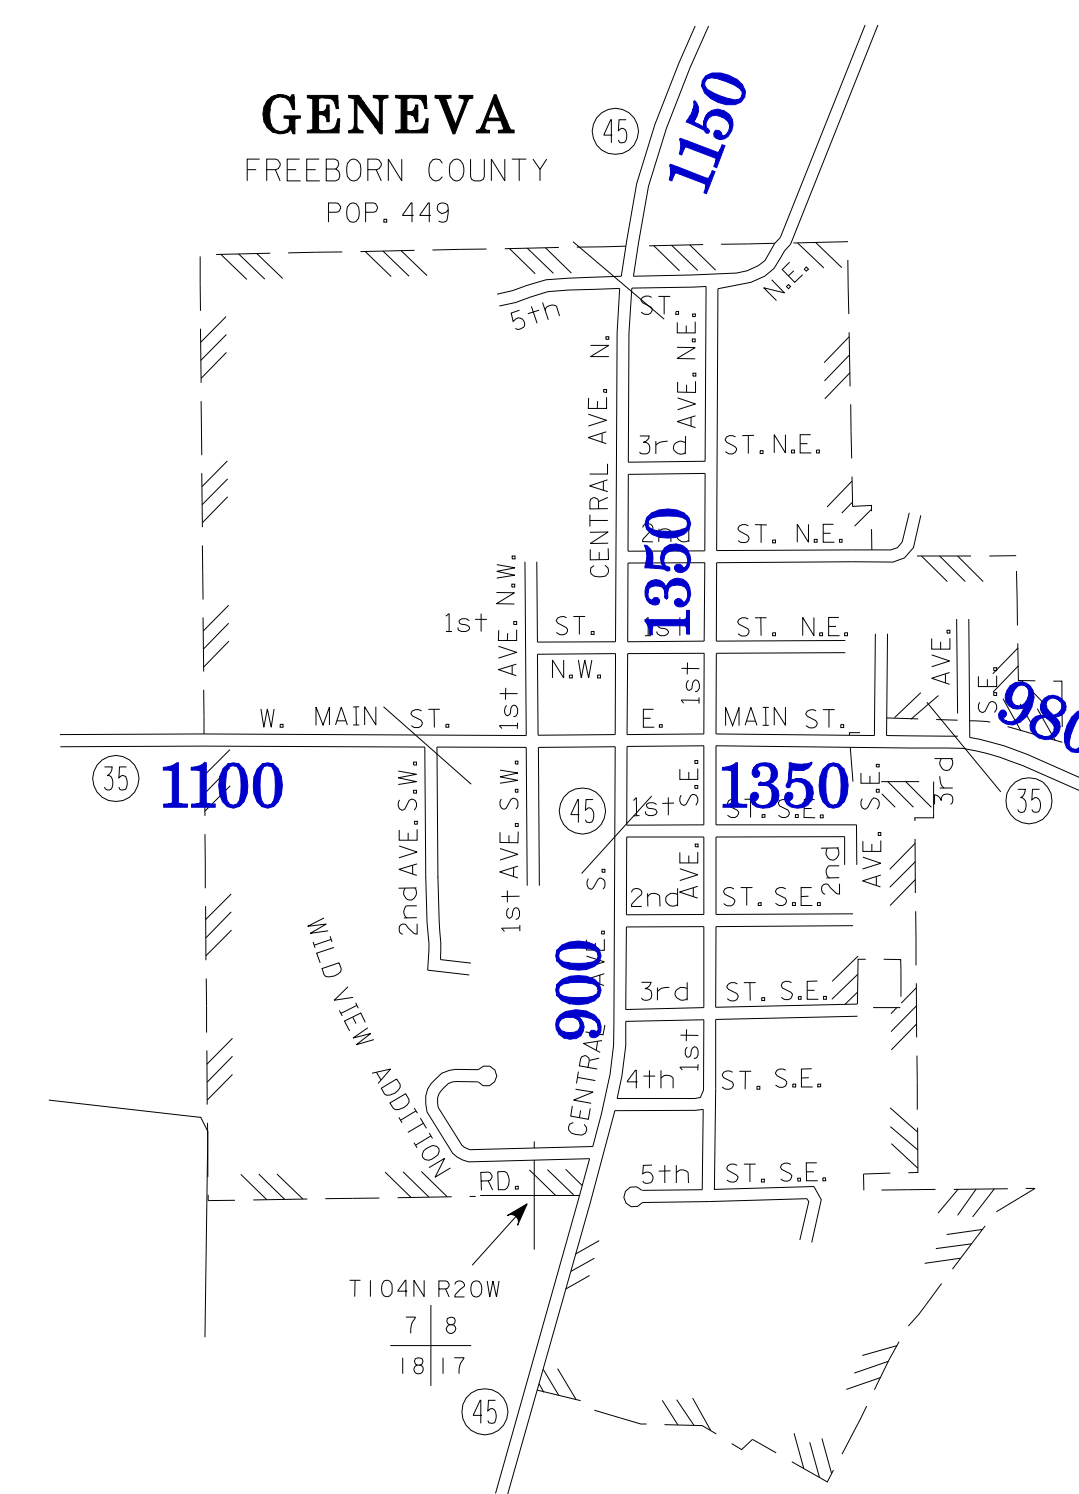 GENEVA
FREEBORN COUNTY
POP. 449
45
1150
5th
ST.
N.E.
CENTRAL AVE. N.
AVE. N.E.
3rd
ST. N.E.
2nd
ST. N.E.
1350
1st AVE. N.W.
1st
ST.
1st
ST. N.E.
N.W.
1st
AVE.
S.E.
980
W. MAIN ST.
E. MAIN ST.
35
1100
2nd AVE. S.W.
1st AVE. S.W.
45
1st
S.E.
1350
ST. S.E.
S.E.
3rd
35
AVE.
2nd
AVE.
2nd
ST. S.E.
CENTRAL AVE. S.
900
3rd
ST. S.E.
1st
4th
ST. S.E.
WILD VIEW ADDITION
RD.
5th
ST. S.E.
T104N R20W
7 8
18 17
45